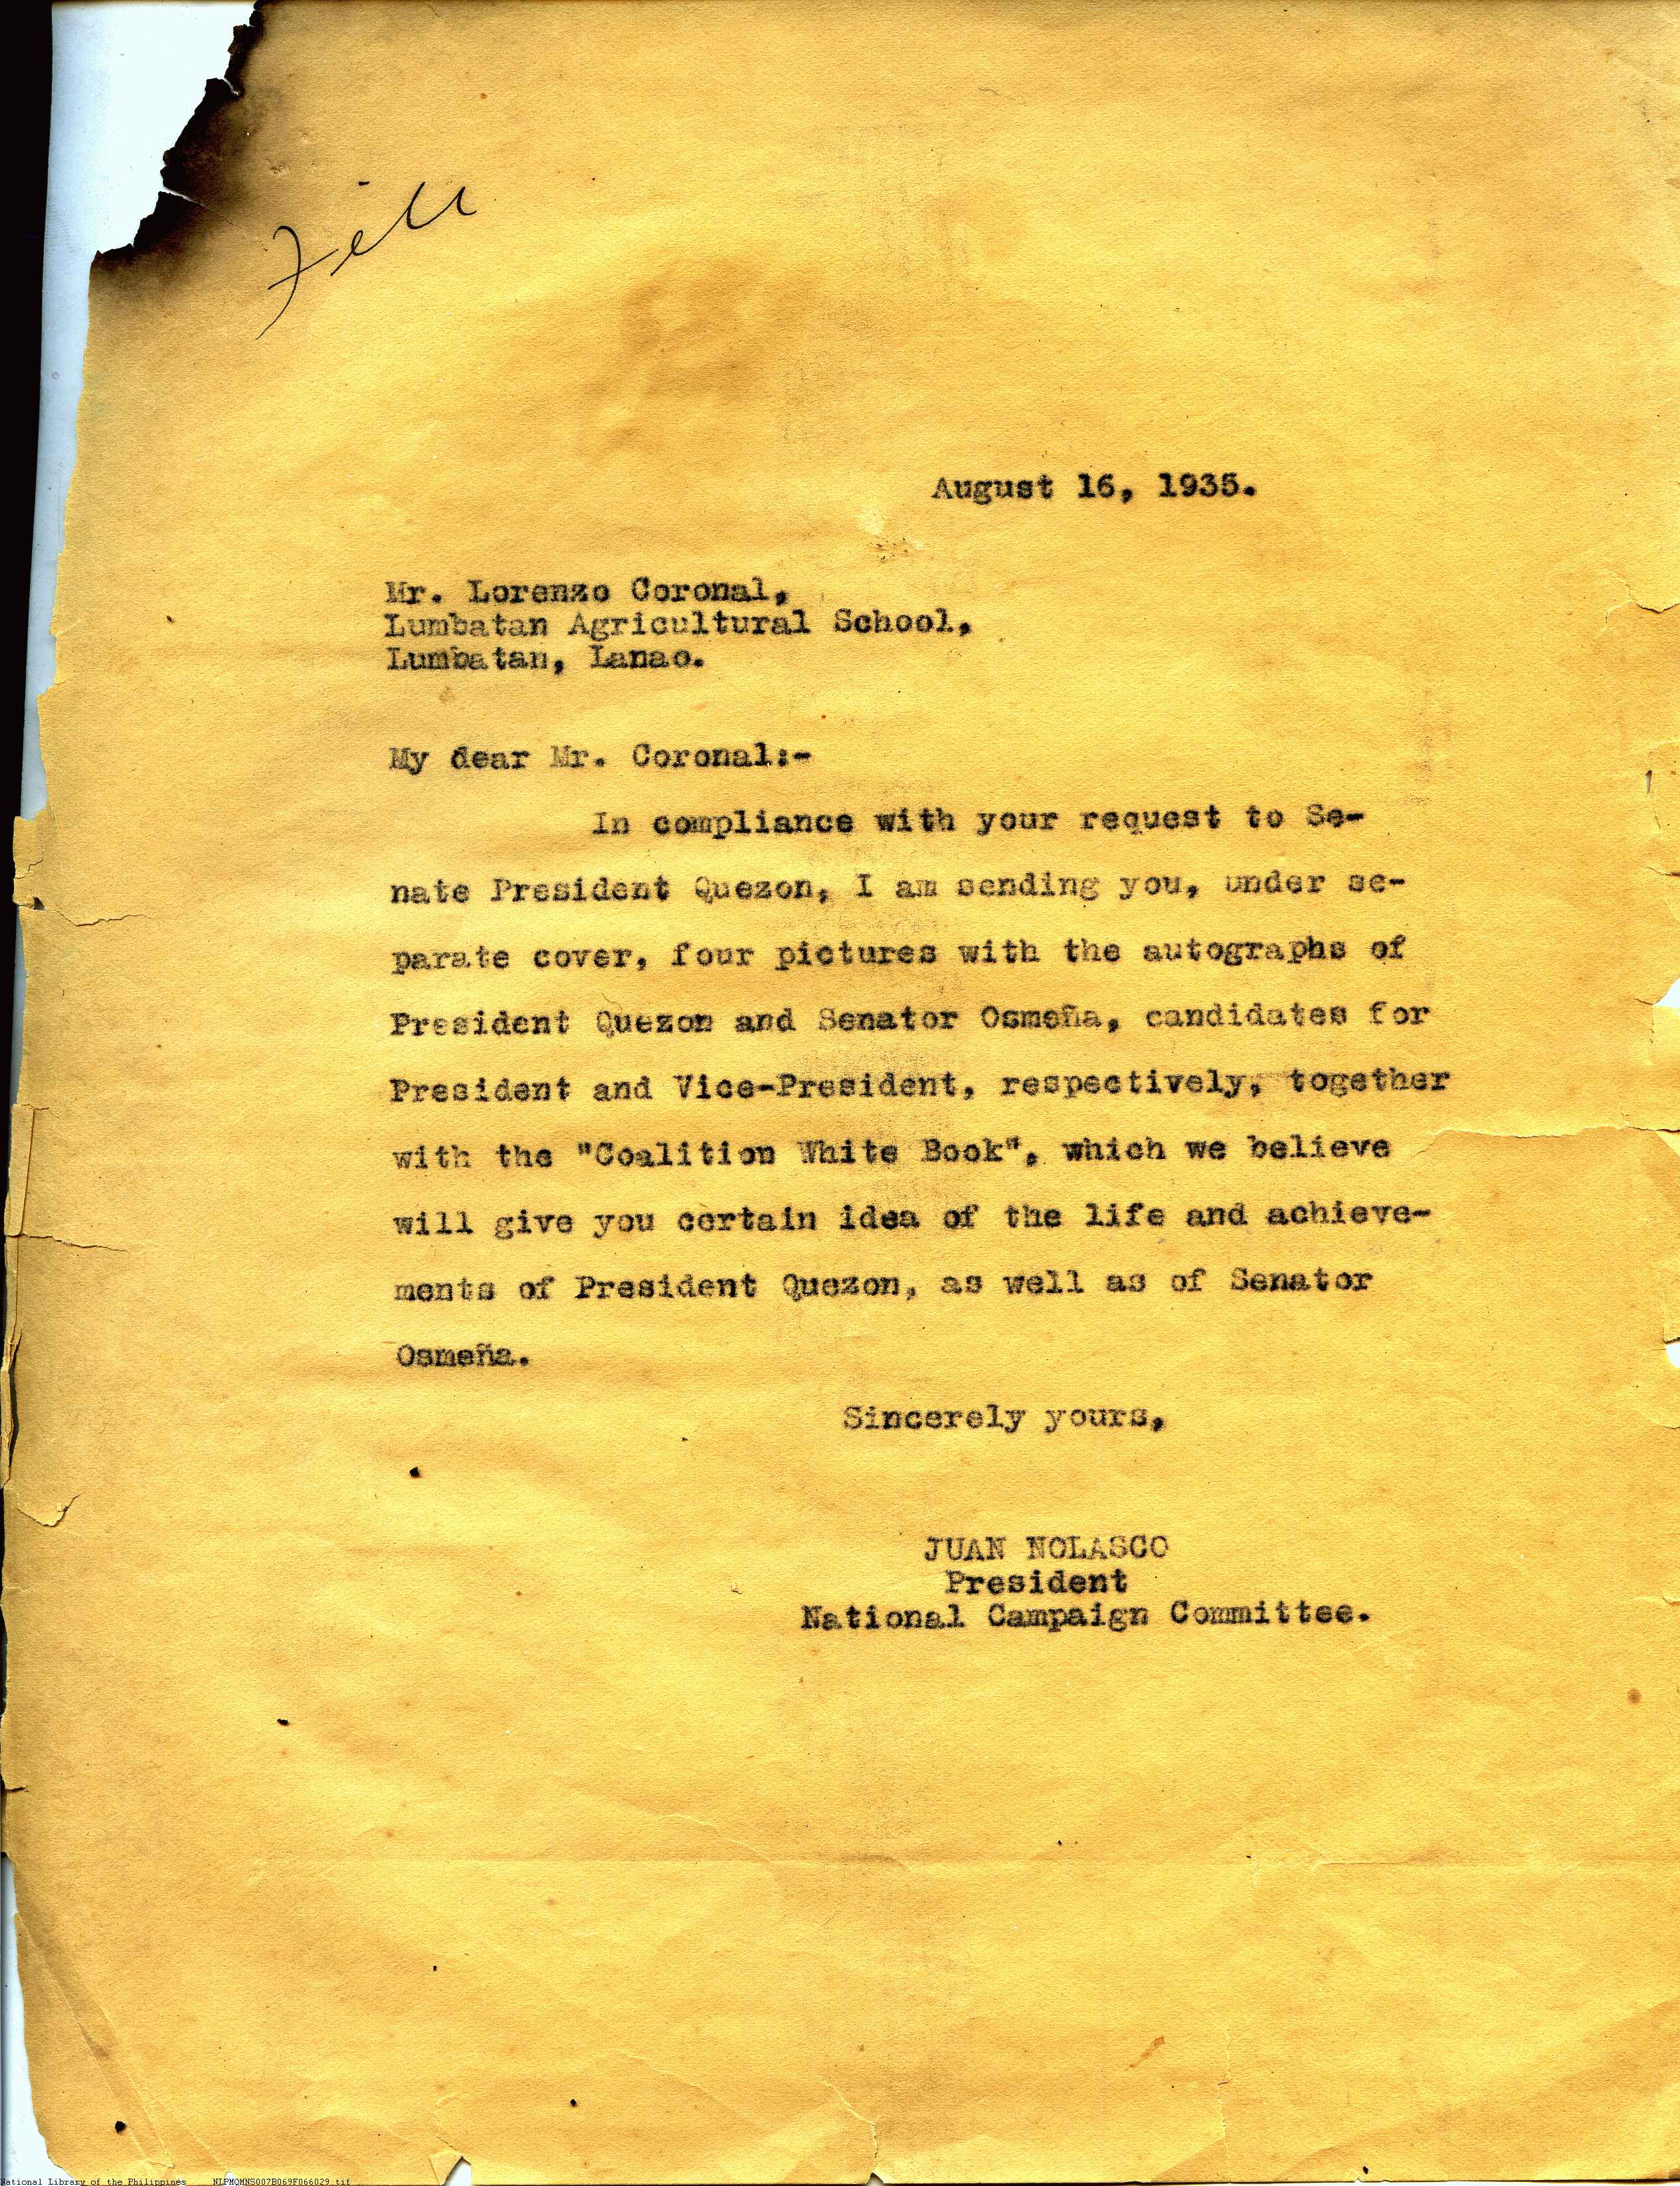 File
August 16, 1935.
Mr. Lorenzo Coronal,
Lumbatan Agricultural School,
Lumbatan, Lanao.
My dear Mr. Coronal:-
In compliance with your request to Se-
nate President Quezon, I am sending you, under se-
parate cover, four pictures with the autographs of
President Quezon and Senator Osmeña, candidates for
President and Vice-President, respectively, together
with the "Coalition White Book", which we believe
will give you certain idea of the life and achieve-
ments of President Quezon, as well as of Senator
Osmeña.
Sincerely yours,
JUAN NOLASCO
President
National Campaign Committee.
National Library of the Philippines NLPMQMNS007B069F066029.tif